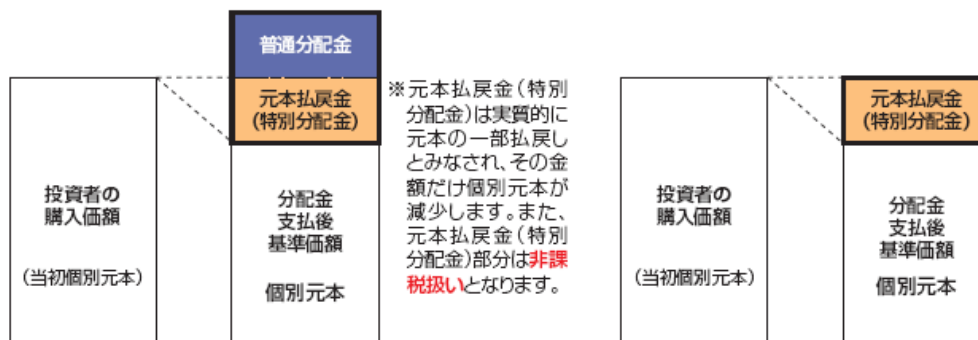 普通分配金
元本払戻金
(特別分配金)
投資者の
購入価額
(当初個別元本)
分配金
支払後
基準価額
個別元本
※元本払戻金(特別
分配金)は実質的に
元本の一部払戻し
とみなされ、その金
額だけ個別元本が
減少します。また、
元本払戻金(特別
分配金)部分は非課
税扱いとなります。
投資者の
購入価額
(当初個別元本)
元本払戻金
(特別分配金)
分配金
支払後
基準価額
個別元本